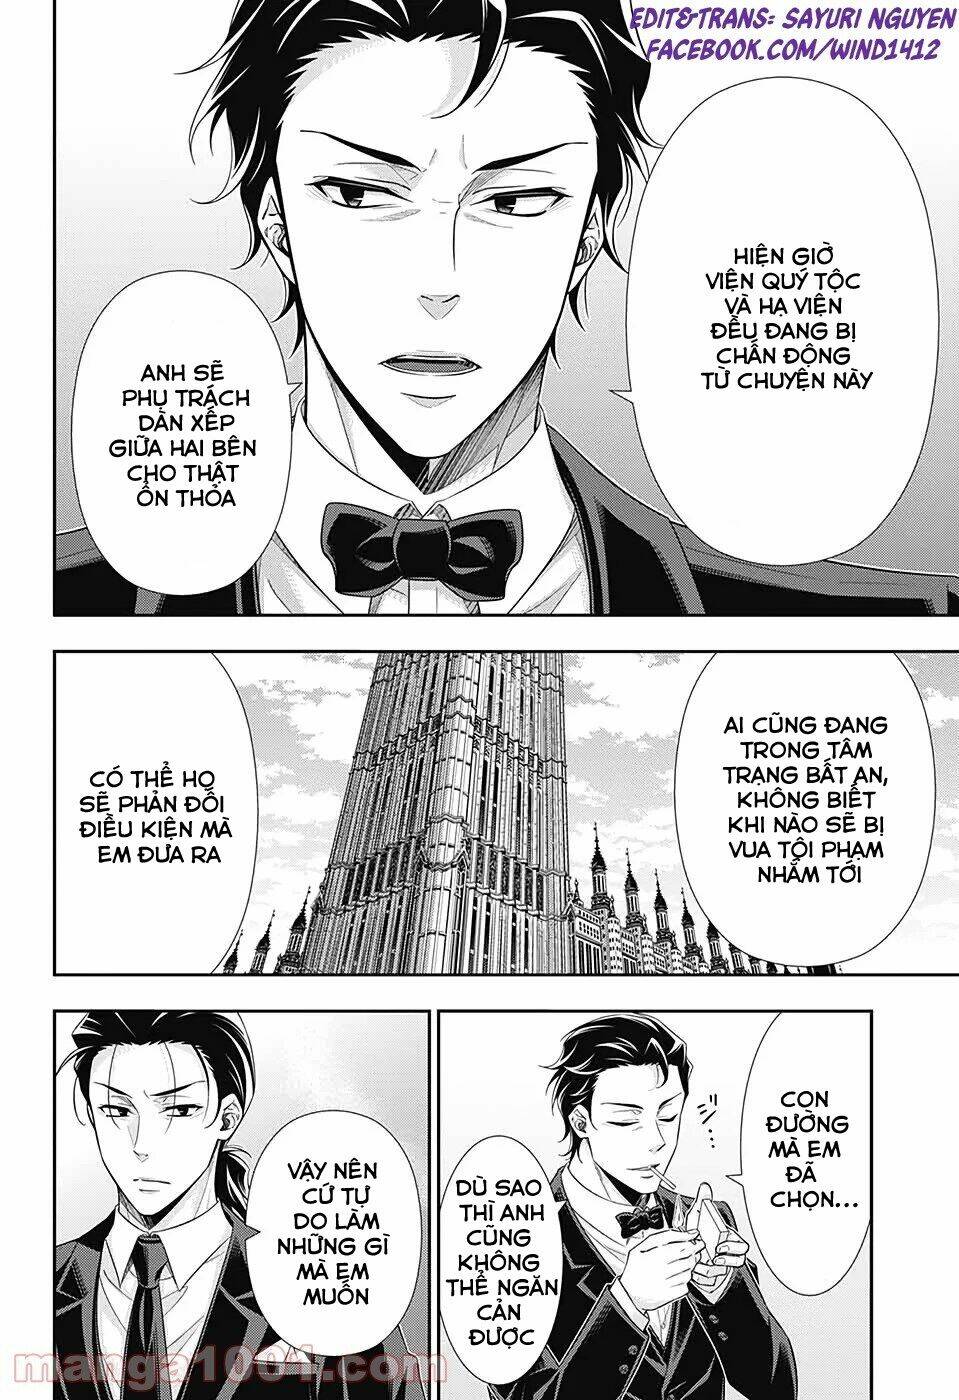 EDIT&TRANS: SAYURI NGUYEN
FACEBOOK.COM/WIND1412
HIỆN GIỜ
VIỆN QUÝ TỘC
VÀ HẠ VIỆN
ĐỀU ĐANG BỊ
CHẤN ĐỘNG
TỪ CHUYỆN NÀY
ANH SẼ
PHỤ TRÁCH
DÀN XẾP
GIỮA HAI BÊN
CHO THẬT
ỔN THỎA
AI CŨNG ĐANG
TRONG TÂM
TRẠNG BẤT AN,
KHÔNG BIẾT
KHI NÀO SẼ BỊ
VUA TỘI PHẠM
NHẮM TỚI
CÓ THỂ HỌ
SẼ PHẢN ĐỐI
ĐIỀU KIỆN MÀ
EM ĐƯA RA
CON
ĐƯỜNG
MÀ EM
ĐÃ
CHỌN...
DÙ SAO
THÌ ANH
CŨNG
KHÔNG
THỂ NGĂN
CẢN
ĐƯỢC
VẬY NÊN
CỨ TỰ
DO LÀM
NHỮNG GÌ
MÀ EM
MUỐN
manga1001.com